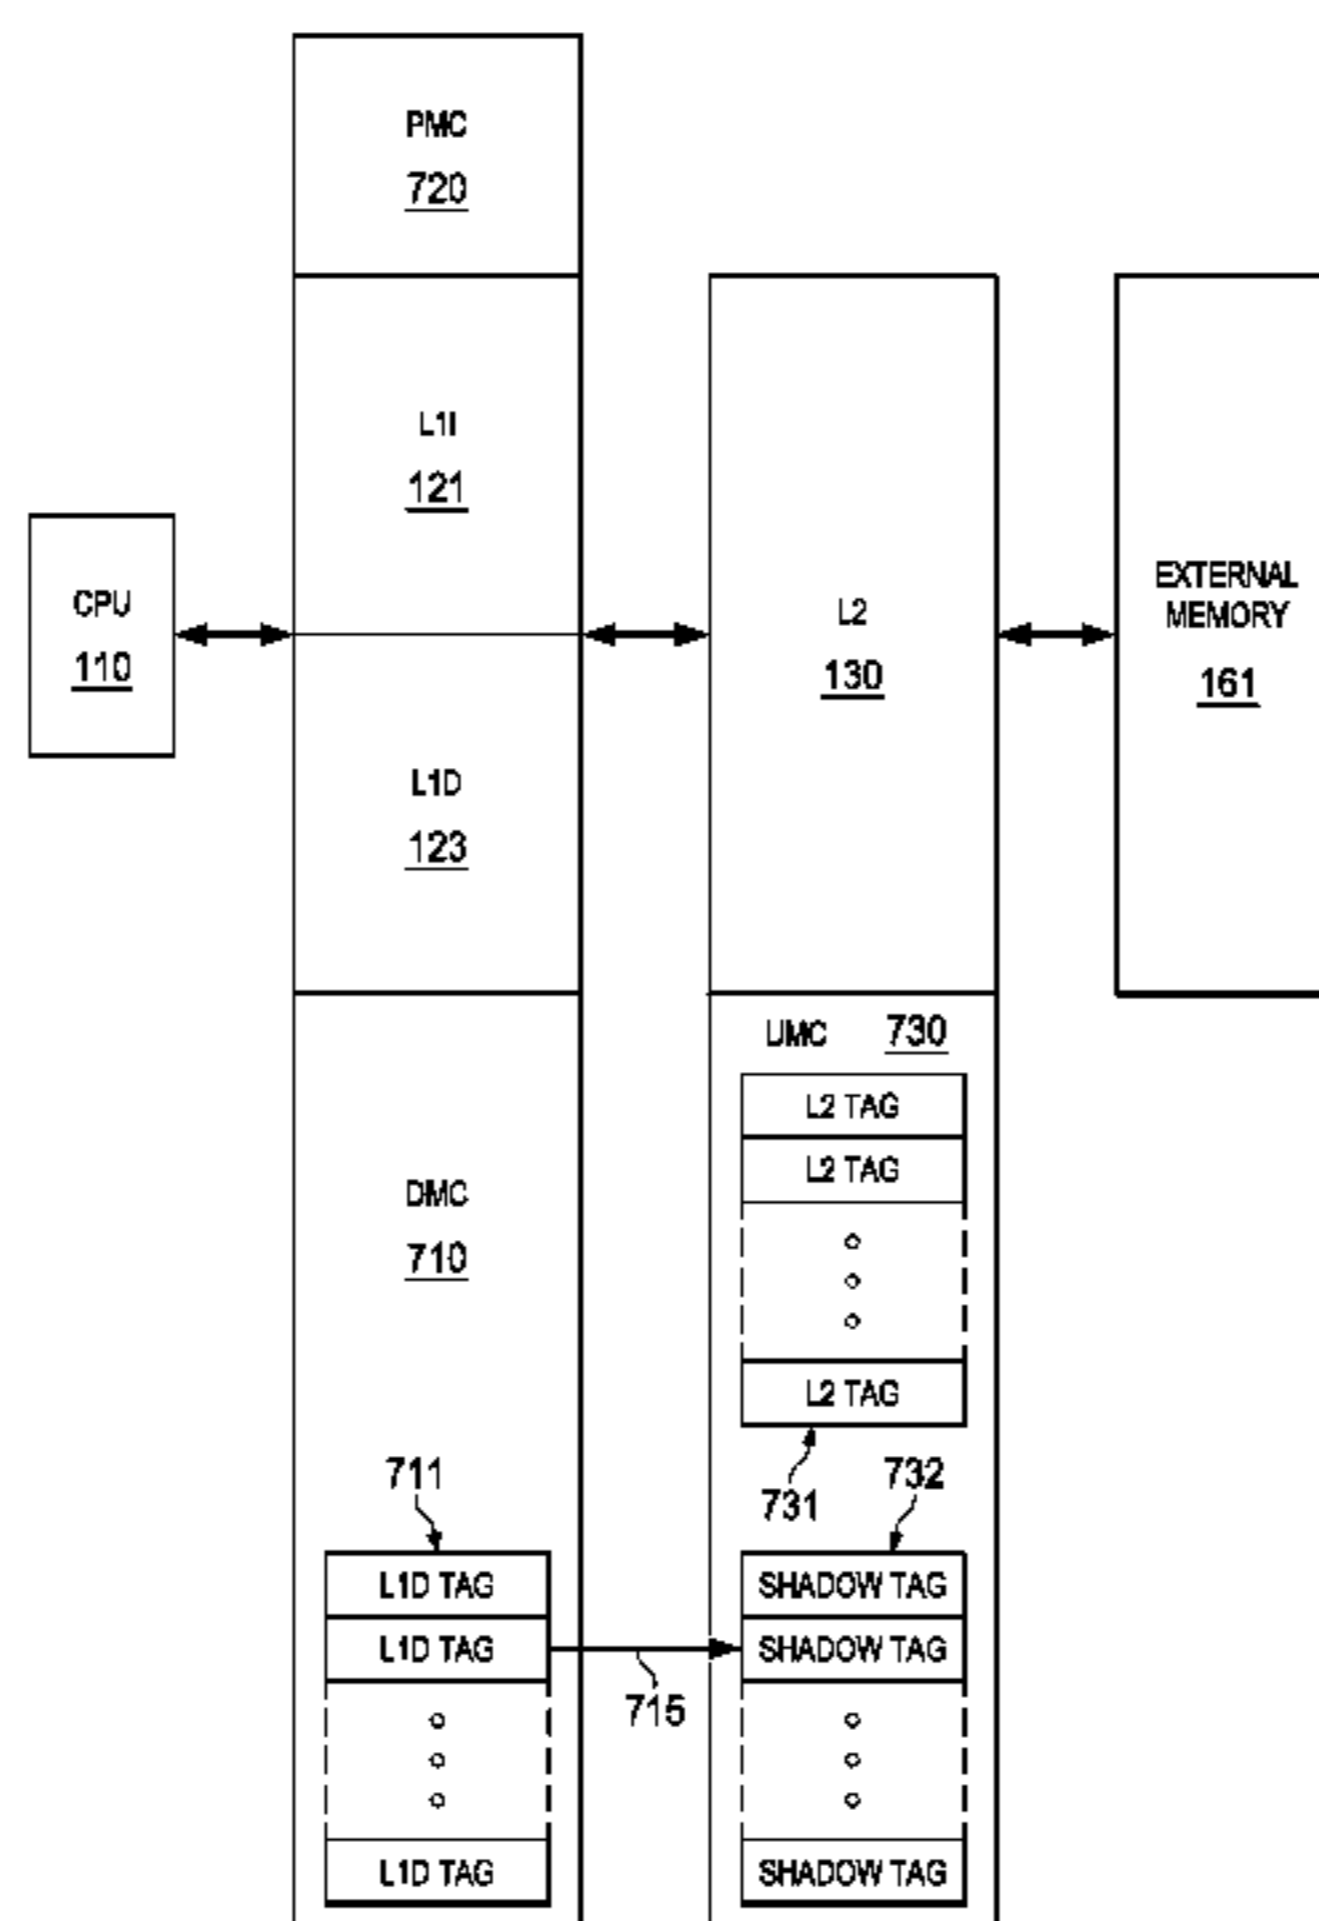 PMC
720
L1I
121
CPU
110
L1D
123
L2
130
EXTERNAL
MEMORY
161
DMC
710
711
L1D TAG
L1D TAG
L1D TAG
715
UMC 730
L2 TAG
L2 TAG
L2 TAG
731
732
SHADOW TAG
SHADOW TAG
SHADOW TAG